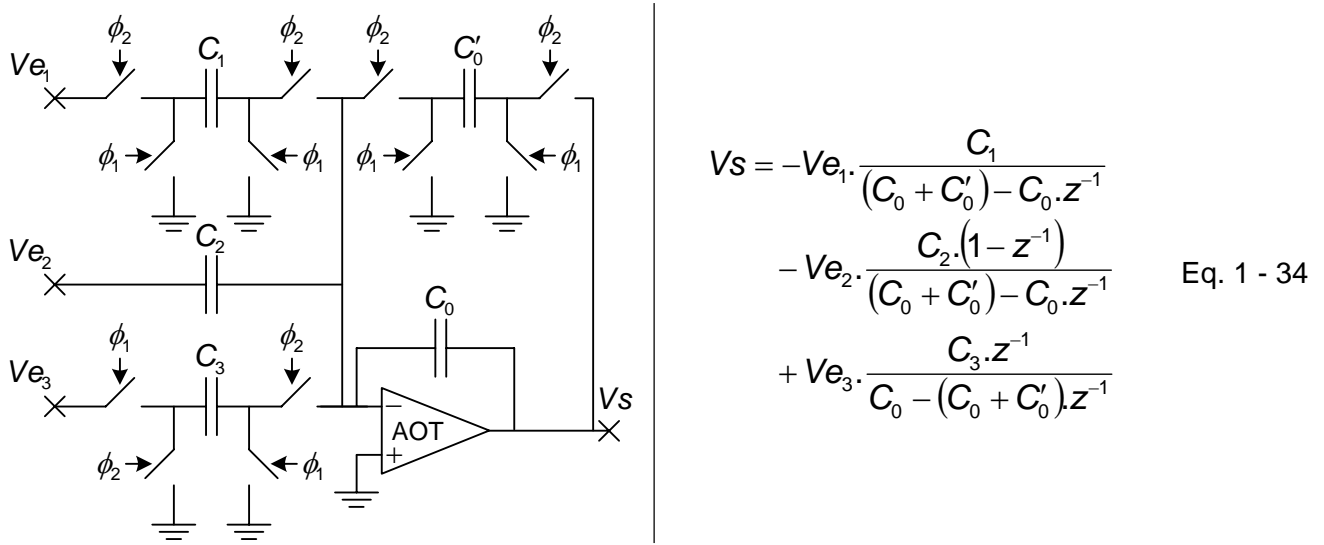 ϕ₂ ϕ₂ ϕ₂ ϕ₂
Ve₁ C₁ C′₀
ϕ₁ ϕ₁ ϕ₁ ϕ₁
Ve₂ C₂
C₀
ϕ₁ ϕ₂
Ve₃ C₃ Vs
− AOT +
ϕ₂ ϕ₁
Vs = −Ve₁. C₁ / ((C₀ + C′₀) − C₀.z⁻¹)
− Ve₂. C₂.(1 − z⁻¹) / ((C₀ + C′₀) − C₀.z⁻¹) Eq. 1 - 34
+ Ve₃. C₃.z⁻¹ / (C₀ − (C₀ + C′₀).z⁻¹)